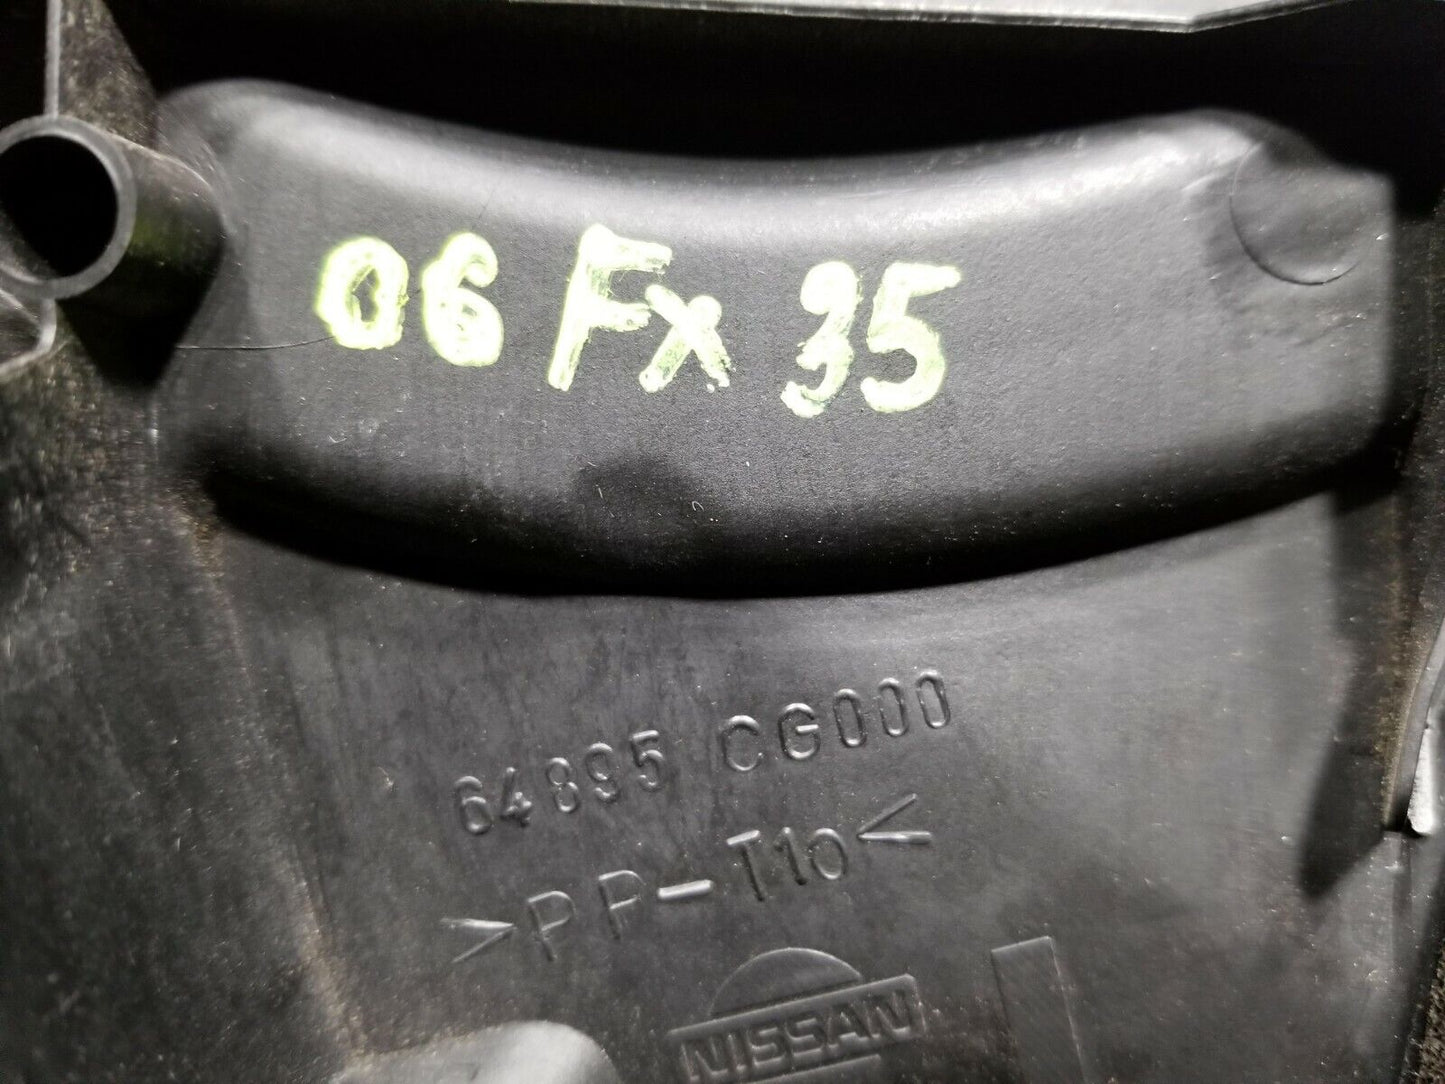 06 Fx 35
64895 CG000
>PP-T10<
NISSAN